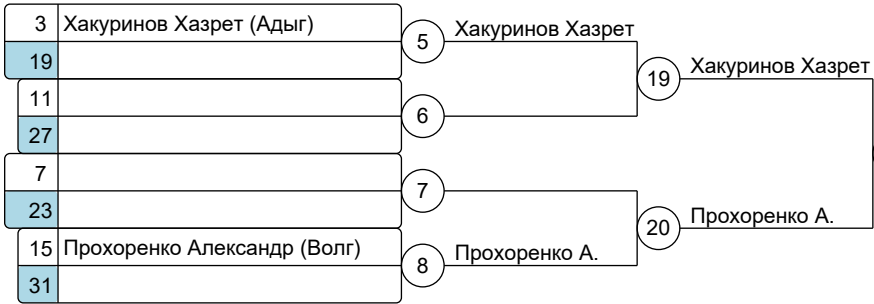 3 Хакуринов Хазрет (Адыг)
5 Хакуринов Хазрет
19
19 Хакуринов Хазрет
11
6
27
7
7
23
20 Прохоренко А.
15 Прохоренко Александр (Волг)
8 Прохоренко А.
31